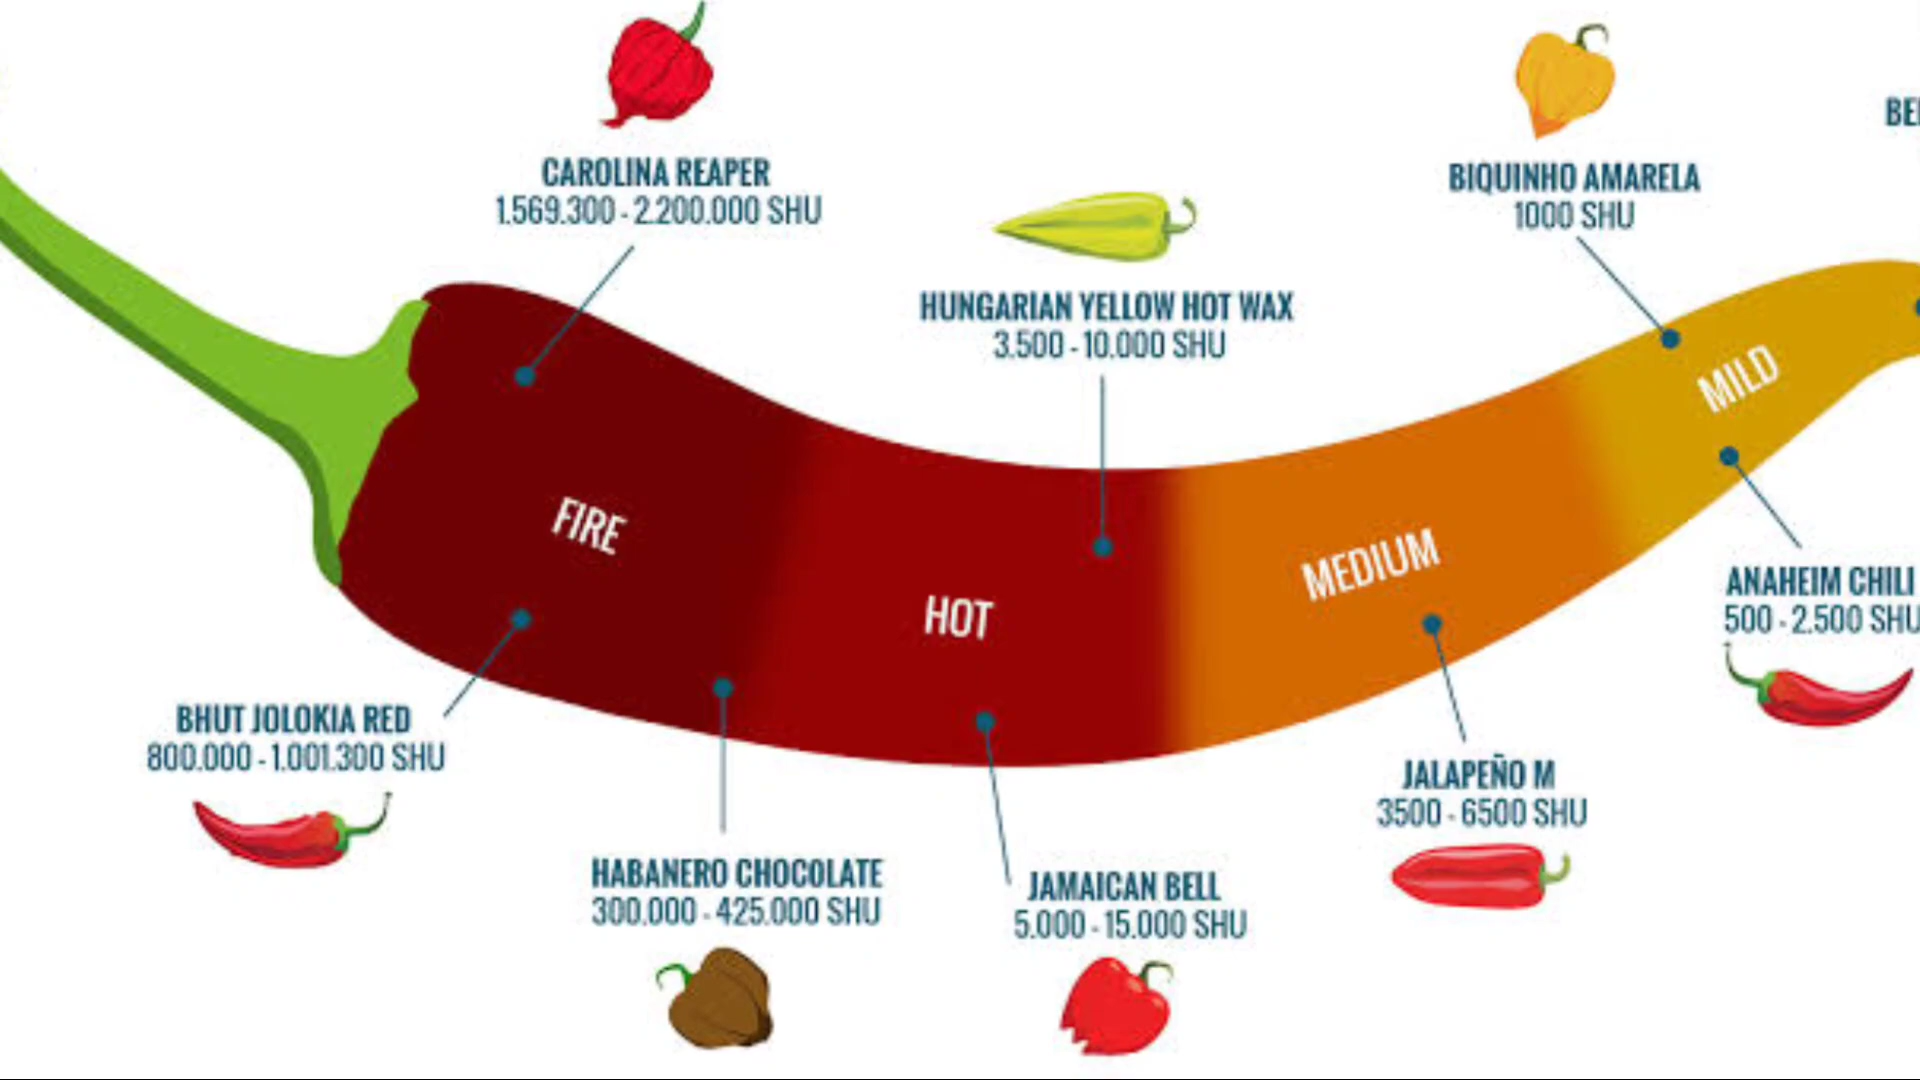 CAROLINA REAPER
1.569.300 - 2.200.000 SHU
HUNGARIAN YELLOW HOT WAX
3.500 - 10.000 SHU
BIQUINHO AMARELA
1000 SHU
FIRE
HOT
MEDIUM
MILD
BHUT JOLOKIA RED
800.000 - 1.001.300 SHU
HABANERO CHOCOLATE
300.000 - 425.000 SHU
JAMAICAN BELL
5.000 - 15.000 SHU
JALAPEÑO M
3500 - 6500 SHU
ANAHEIM CHILI
500 - 2.500 SHU